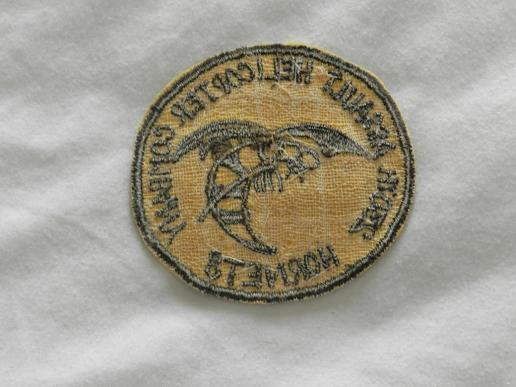 ASSAULT HELICOPTER COMPANY
HORNETS